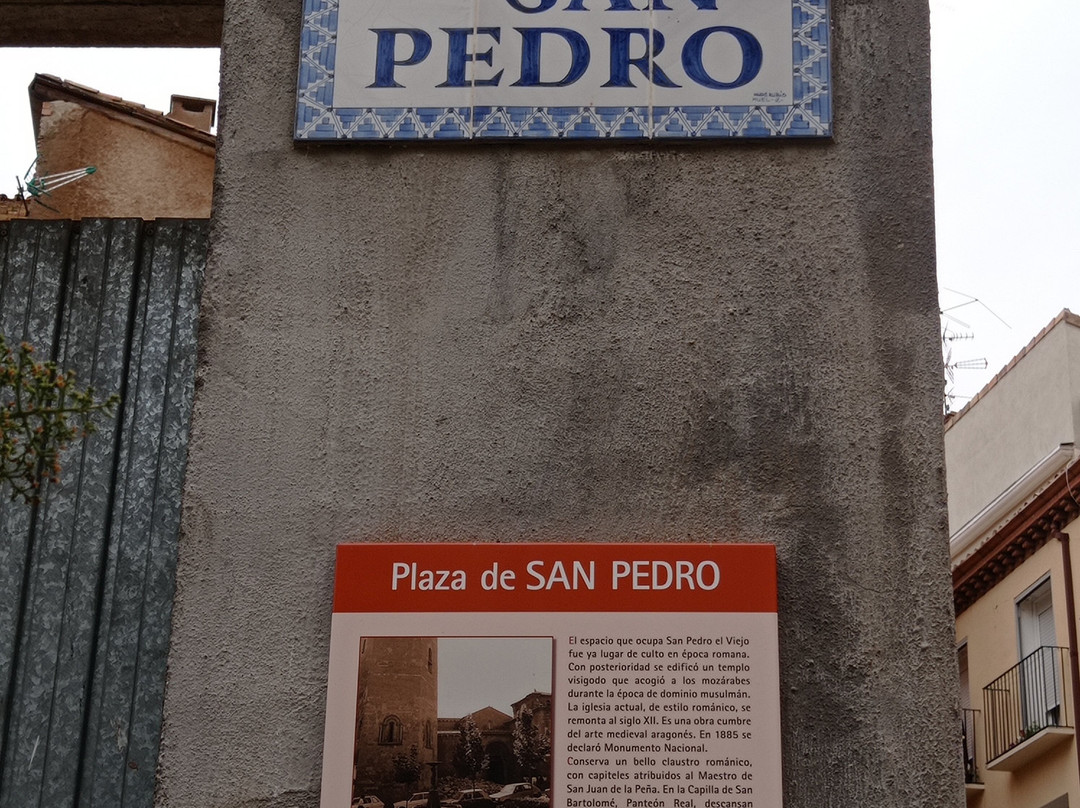 SAN
PEDRO
Plaza de SAN PEDRO
El espacio que ocupa San Pedro el Viejo
fue ya lugar de culto en época romana.
Con posterioridad se edificó un templo
visigodo que acogió a los mozárabes
durante la época de dominio musulmán.
La iglesia actual, de estilo románico, se
remonta al siglo XII. Es una obra cumbre
del arte medieval aragonés. En 1885 se
declaró Monumento Nacional.
Conserva un bello claustro románico,
con capiteles atribuidos al Maestro de
San Juan de la Peña. En la Capilla de San
Bartolomé, Panteón Real, descansan